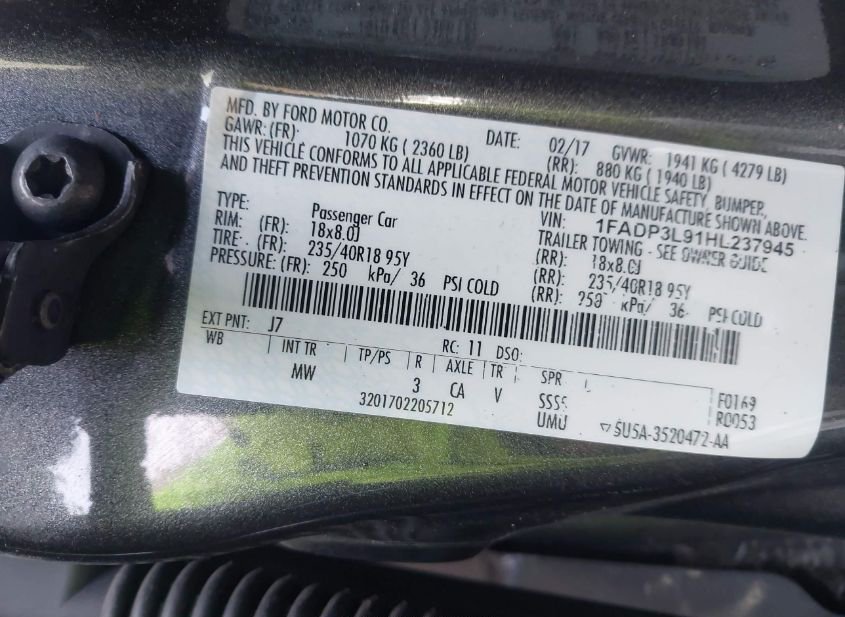 MFD. BY FORD MOTOR CO. DATE: 02/17 GVWR: 1941 KG ( 4279 LB)
GAWR: (FR): 1070 KG ( 2360 LB) (RR): 880 KG ( 1940 LB)
THIS VEHICLE CONFORMS TO ALL APPLICABLE FEDERAL MOTOR VEHICLE SAFETY, BUMPER,
AND THEFT PREVENTION STANDARDS IN EFFECT ON THE DATE OF MANUFACTURE SHOWN ABOVE.
VIN: 1FADP3L91HL237945
TYPE: Passenger Car TRAILER TOWING - SEE OWNER GUIDE
RIM: (FR): 18x8.0J (RR): 18x8.0J
TIRE: (FR): 235/40R18 95Y (RR): 235/40R18 95Y
PRESSURE: (FR): 250 kPa/ 36 PSI COLD (RR): 250 kPa/ 36 PSI COLD
EXT PNT: J7 RC: 11 DSO:
WB INT TR TP/PS R AXLE TR SPR
MW 3 CA V SSSS F0169
3201702205712 UMU R0053
▽SU5A-3520472-AA